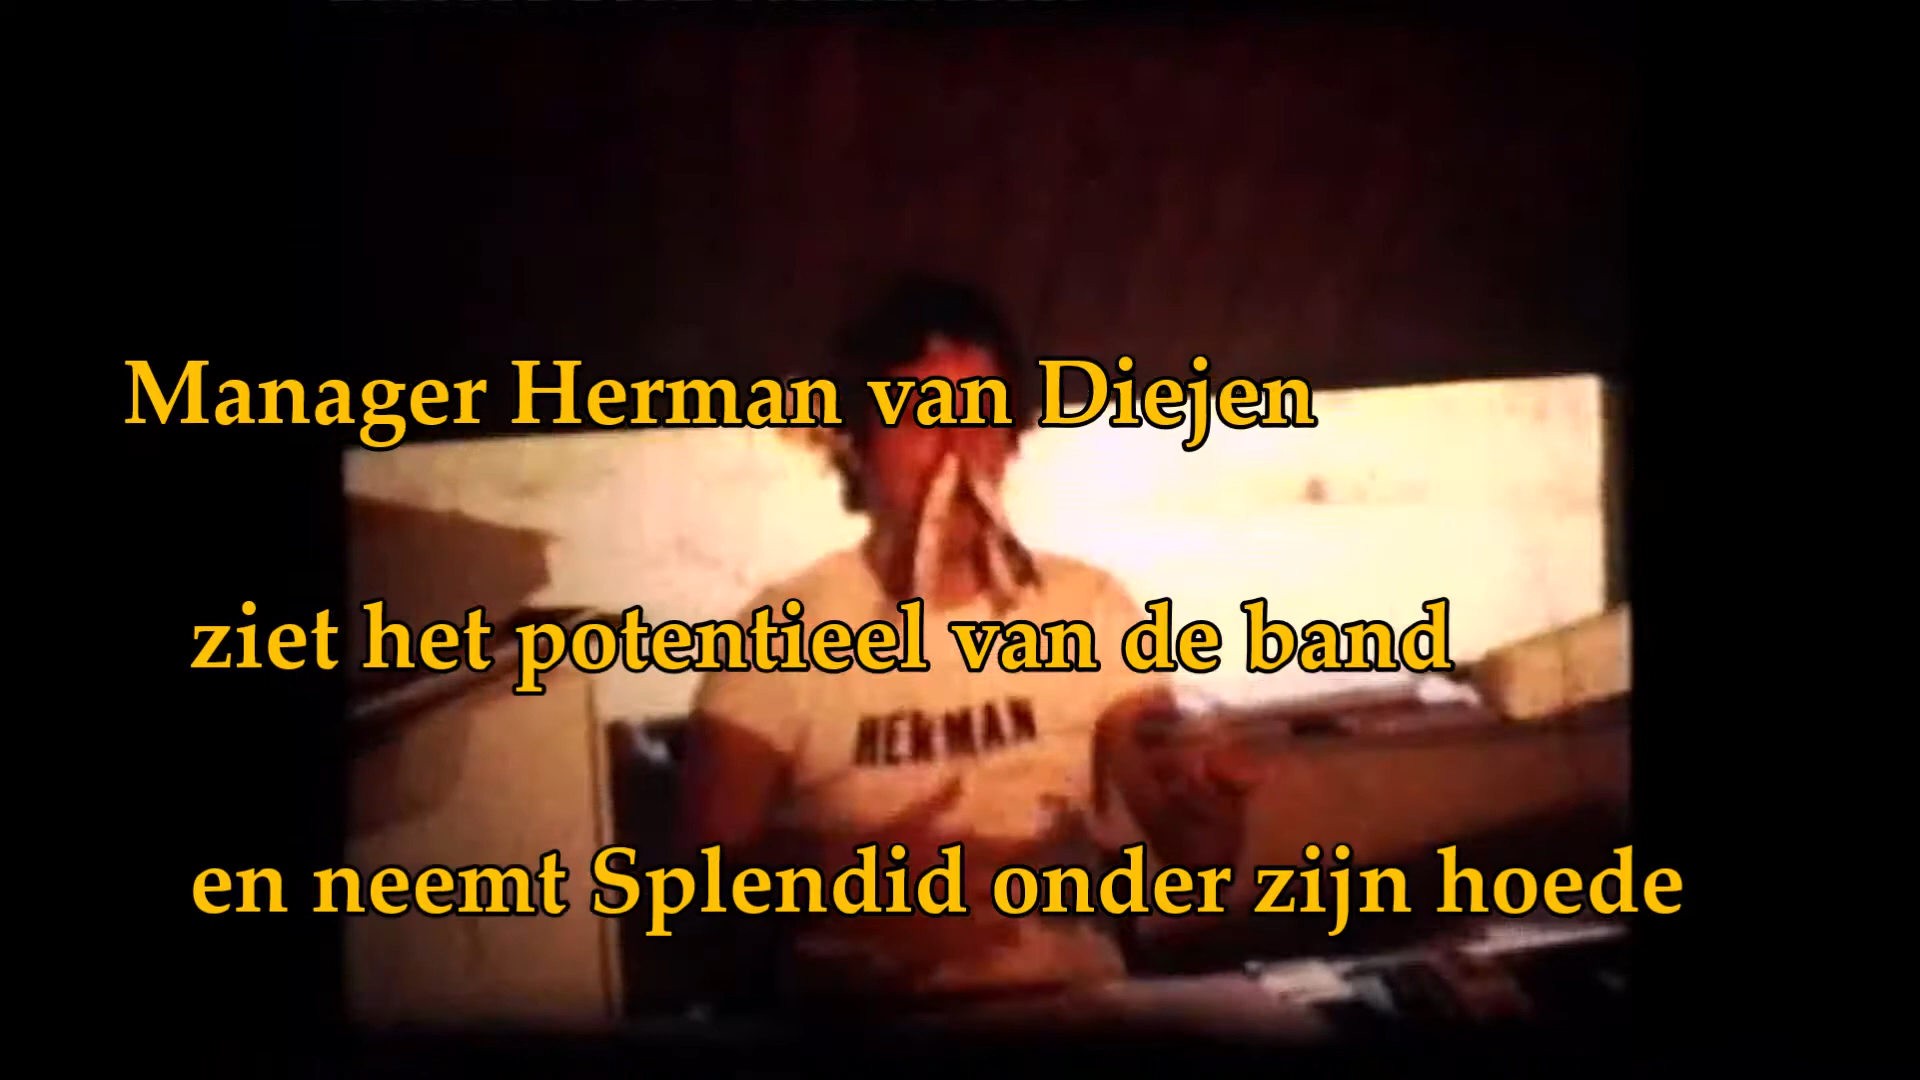 Manager Herman van Diejen
ziet het potentieel van de band
HERMAN
en neemt Splendid onder zijn hoede